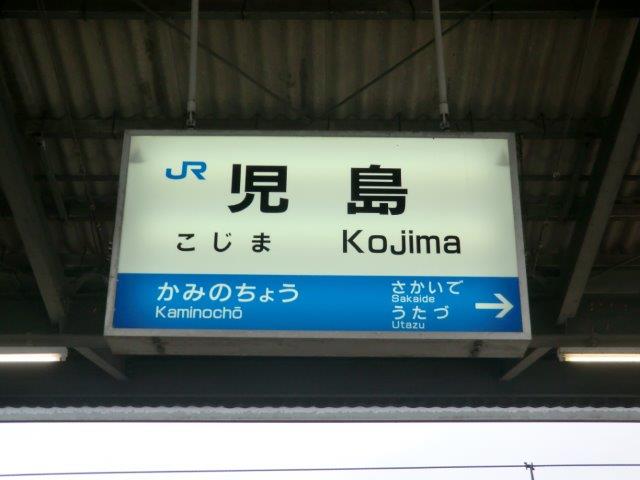 JR 児島
こじま Kojima
かみのちょう
Kaminochō
さかいで
Sakaide
うたづ
Utazu